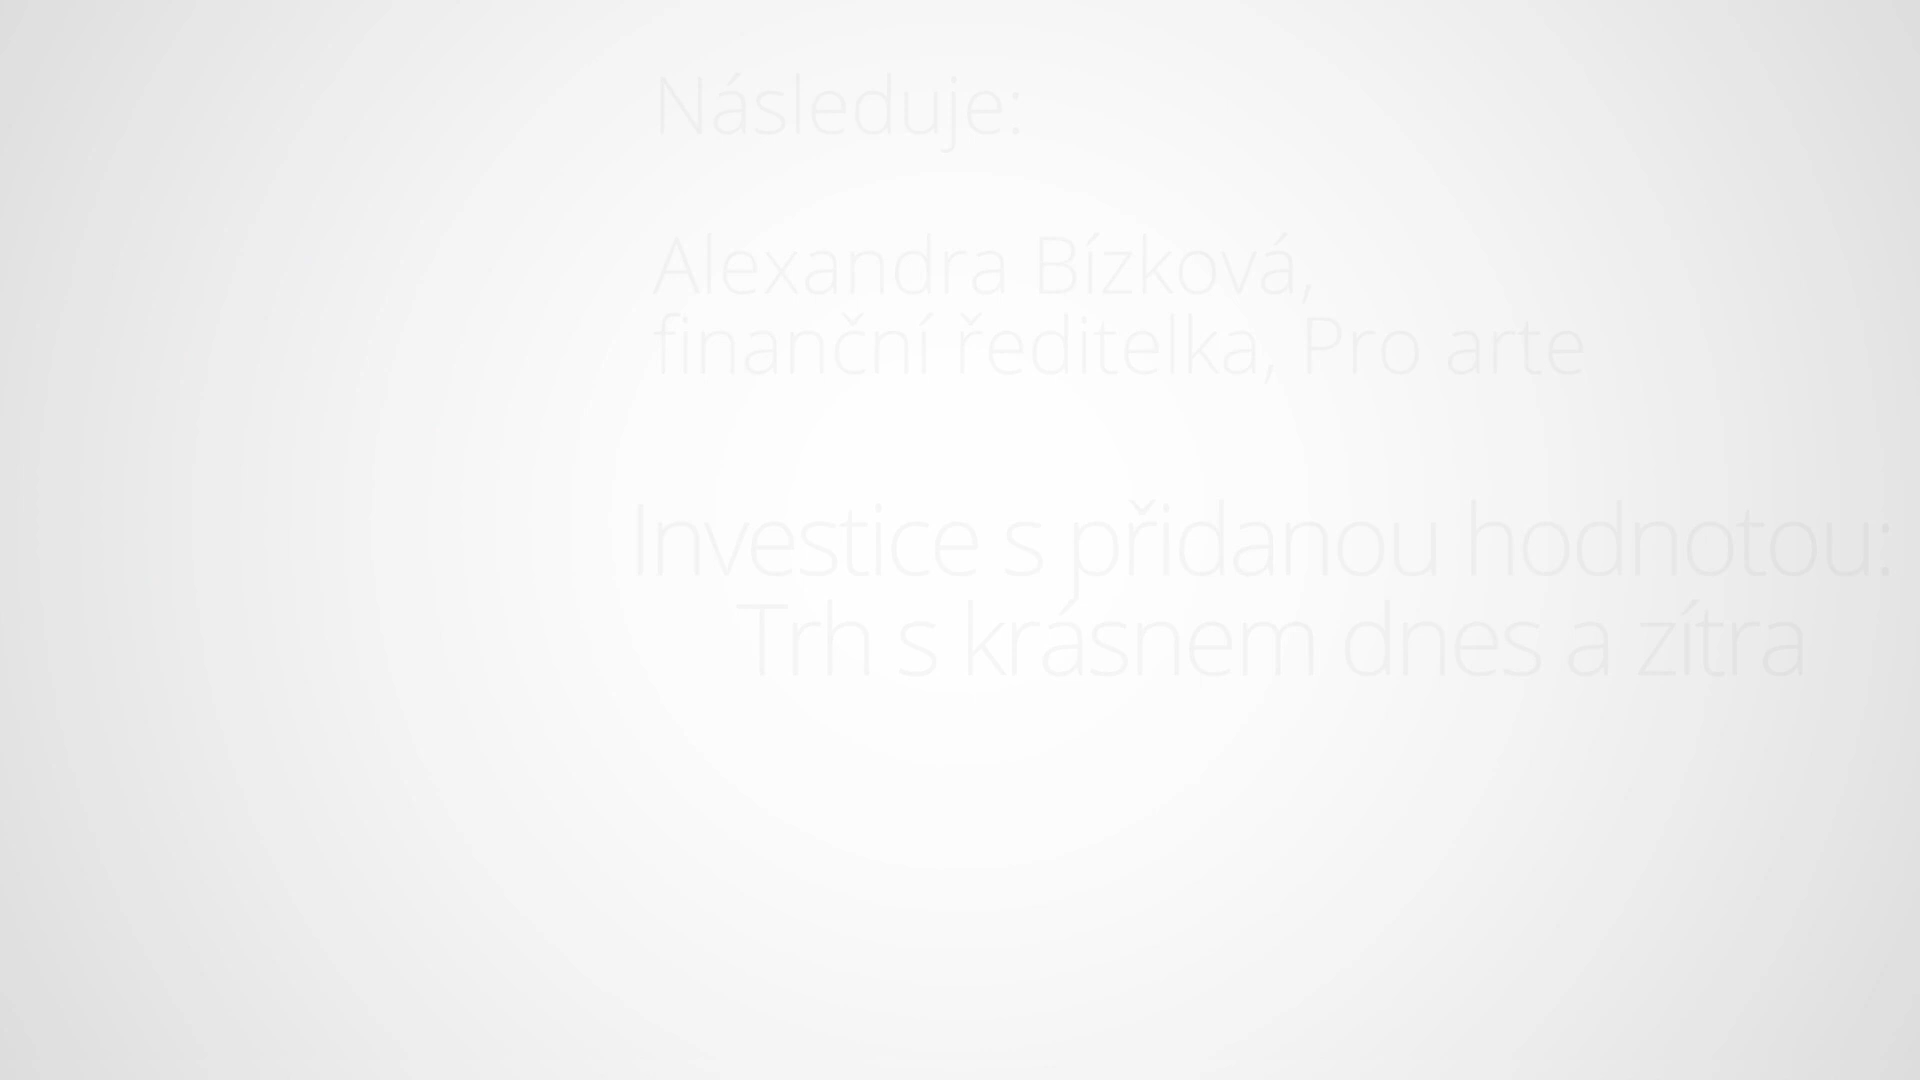 Následuje:
Alexandra Bízková,
finanční ředitelka, Pro arte
Investice s přidanou hodnotou:
Trh s krásnem dnes a zítra